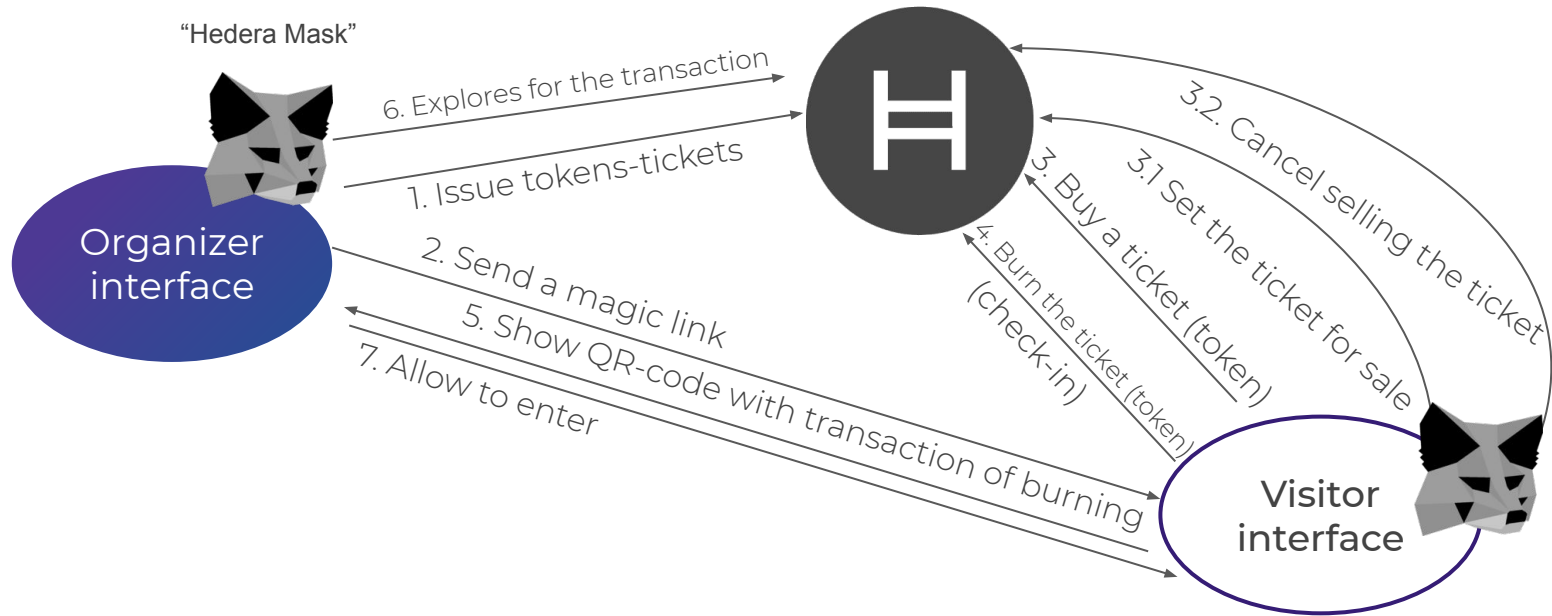 “Hedera Mask”
6. Explores for the transaction
1. Issue tokens-tickets
Organizer
interface
2. Send a magic link
5. Show QR-code with transaction of burning
7. Allow to enter
H
3.2. Cancel selling the ticket
3.1 Set the ticket for sale
3. Buy a ticket (token)
4. Burn the ticket (token)
(check-in)
Visitor
interface